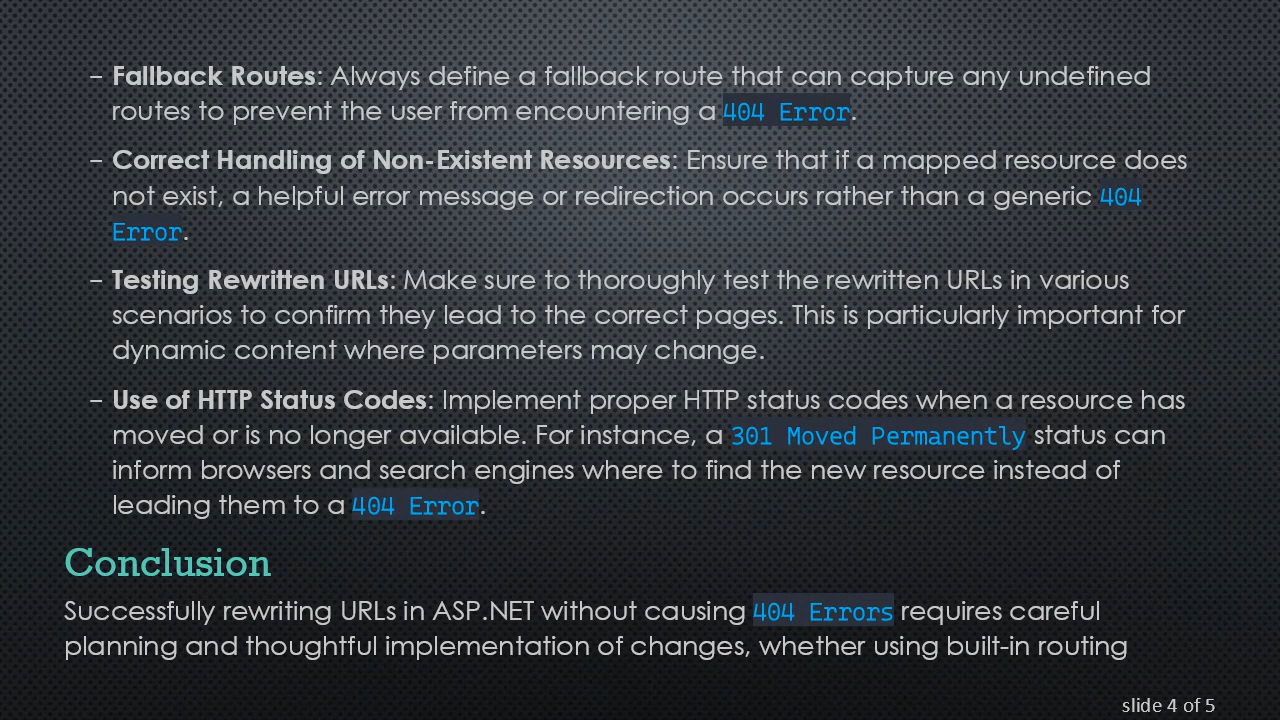 – Fallback Routes: Always define a fallback route that can capture any undefined
routes to prevent the user from encountering a 404 Error.
– Correct Handling of Non-Existent Resources: Ensure that if a mapped resource does
not exist, a helpful error message or redirection occurs rather than a generic 404
Error.
– Testing Rewritten URLs: Make sure to thoroughly test the rewritten URLs in various
scenarios to confirm they lead to the correct pages. This is particularly important for
dynamic content where parameters may change.
– Use of HTTP Status Codes: Implement proper HTTP status codes when a resource has
moved or is no longer available. For instance, a 301 Moved Permanently status can
inform browsers and search engines where to find the new resource instead of
leading them to a 404 Error.
Conclusion
Successfully rewriting URLs in ASP.NET without causing 404 Errors requires careful
planning and thoughtful implementation of changes, whether using built-in routing
slide 4 of 5